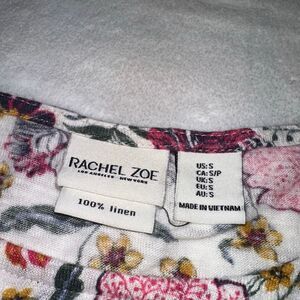 RACHEL ZOE
LOS ANGELES · NEW YORK
100% linen
US: S
CA: S/P
UK: S
EU: S
AU: S
MADE IN VIETNAM